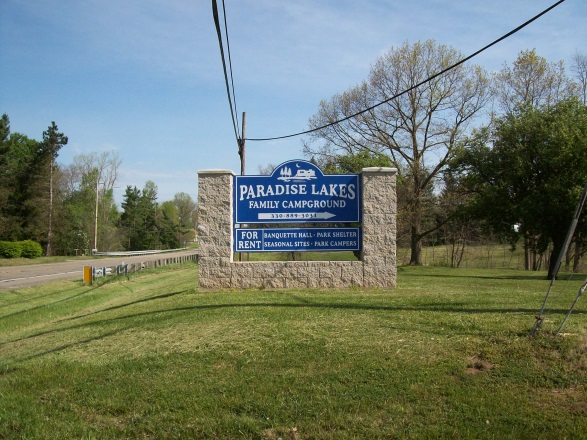 PARADISE LAKES
FAMILY CAMPGROUND
330-889-3031
FOR RENT
BANQUETTE HALL - PARK SHELTER
SEASONAL SITES - PARK CAMPERS